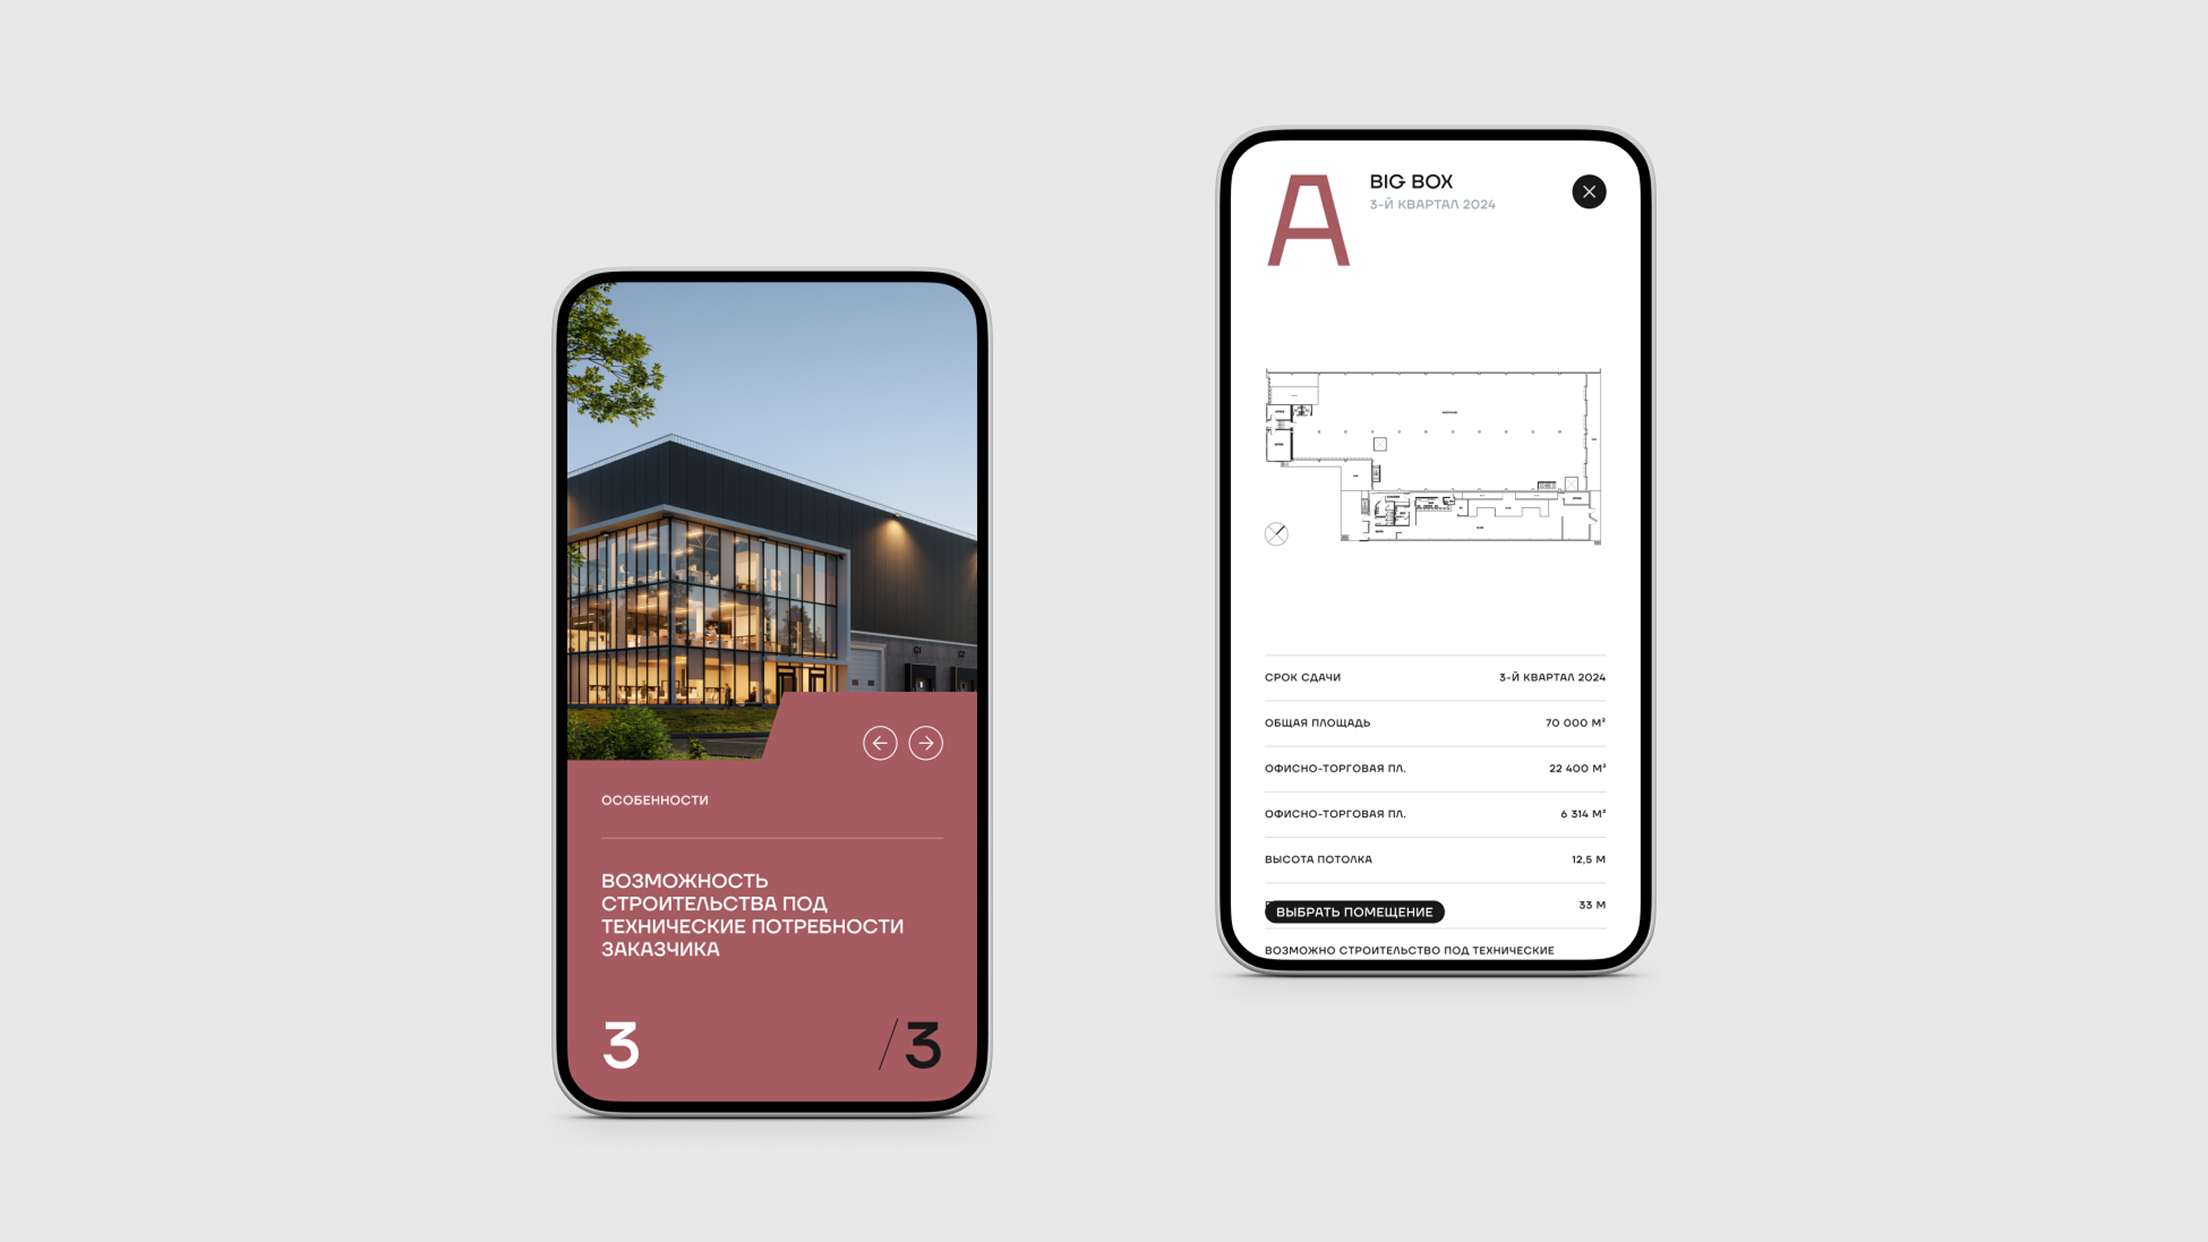 ОСОБЕННОСТИ
ВОЗМОЖНОСТЬ
СТРОИТЕЛЬСТВА ПОД
ТЕХНИЧЕСКИЕ ПОТРЕБНОСТИ
ЗАКАЗЧИКА
3 /3
A
BIG BOX
3-Й КВАРТАЛ 2024
СРОК СДАЧИ 3-Й КВАРТАЛ 2024
ОБЩАЯ ПЛОЩАДЬ 70 000 М²
ОФИСНО-ТОРГОВАЯ ПЛ. 22 400 М²
ОФИСНО-ТОРГОВАЯ ПЛ. 6 314 М²
ВЫСОТА ПОТОЛКА 12,5 М
33 М
ВЫБРАТЬ ПОМЕЩЕНИЕ
ВОЗМОЖНО СТРОИТЕЛЬСТВО ПОД ТЕХНИЧЕСКИЕ